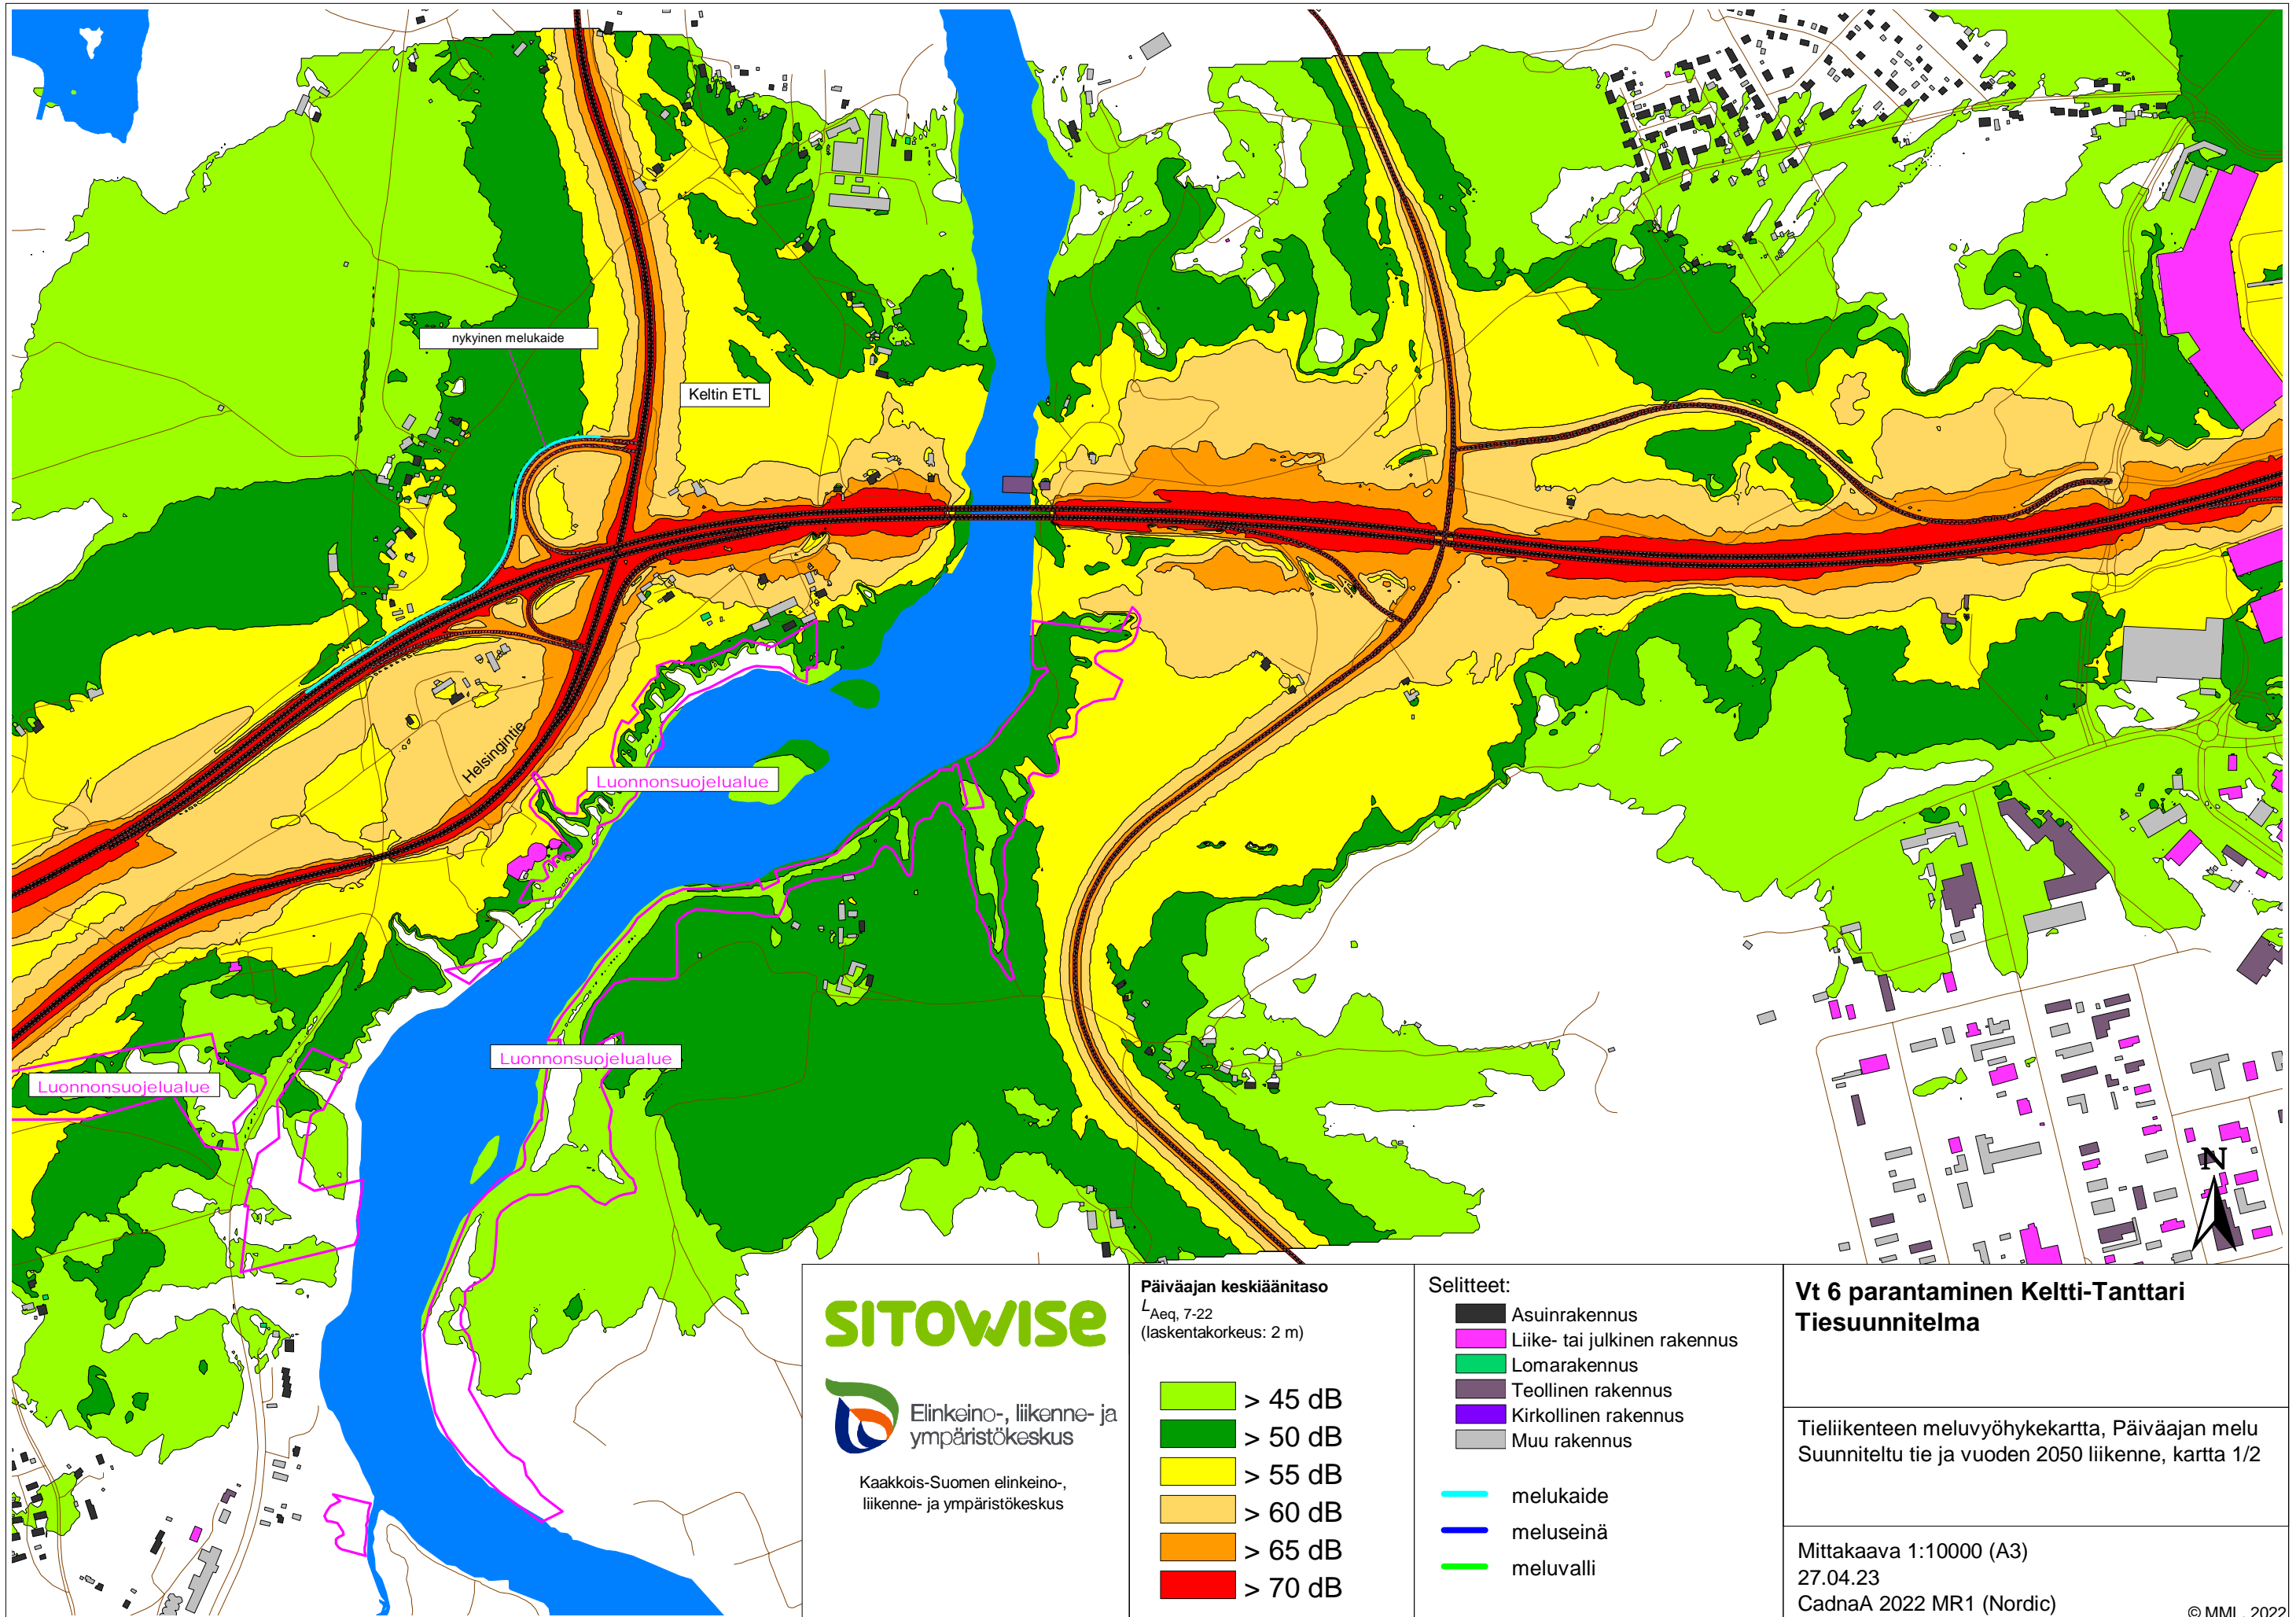 nykyinen melukaide
Keltin ETL
Helsingintie
Luonnonsuojelualue
Luonnonsuojelualue
Luonnonsuojelualue
N
sitowise
Elinkeino-, liikenne- ja
ympäristökeskus
Kaakkois-Suomen elinkeino-,
liikenne- ja ympäristökeskus
Päiväajan keskiäänitaso
LAeq, 7-22
(laskentakorkeus: 2 m)
> 45 dB
> 50 dB
> 55 dB
> 60 dB
> 65 dB
> 70 dB
Selitteet:
Asuinrakennus
Liike- tai julkinen rakennus
Lomarakennus
Teollinen rakennus
Kirkollinen rakennus
Muu rakennus
melukaide
meluseinä
meluvalli
Vt 6 parantaminen Keltti-Tanttari
Tiesuunnitelma
Tieliikenteen meluvyöhykekartta, Päiväajan melu
Suunniteltu tie ja vuoden 2050 liikenne, kartta 1/2
Mittakaava 1:10000 (A3)
27.04.23
CadnaA 2022 MR1 (Nordic)
© MML, 2022